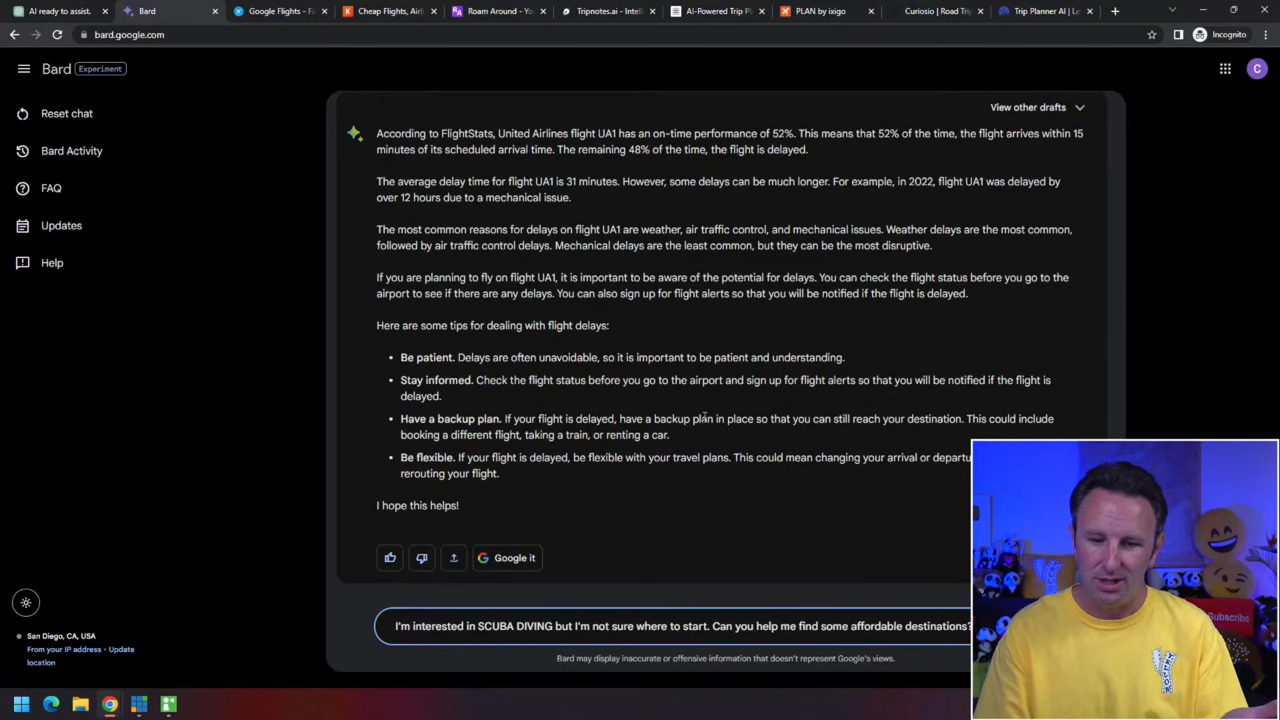 AI ready to assist.
Bard
Google Flights - F
Cheap Flights, Airli
Roam Around - Yo
Tripnotes.ai - Intell
AI-Powered Trip Pl
PLAN by ixigo
Curiosio | Road Tri
Trip Planner AI | Le
bard.google.com
Incognito
Bard Experiment
C
Reset chat
Bard Activity
FAQ
Updates
Help
View other drafts
According to FlightStats, United Airlines flight UA1 has an on-time performance of 52%. This means that 52% of the time, the flight arrives within 15
minutes of its scheduled arrival time. The remaining 48% of the time, the flight is delayed.
The average delay time for flight UA1 is 31 minutes. However, some delays can be much longer. For example, in 2022, flight UA1 was delayed by
over 12 hours due to a mechanical issue.
The most common reasons for delays on flight UA1 are weather, air traffic control, and mechanical issues. Weather delays are the most common,
followed by air traffic control delays. Mechanical delays are the least common, but they can be the most disruptive.
If you are planning to fly on flight UA1, it is important to be aware of the potential for delays. You can check the flight status before you go to the
airport to see if there are any delays. You can also sign up for flight alerts so that you will be notified if the flight is delayed.
Here are some tips for dealing with flight delays:
• Be patient. Delays are often unavoidable, so it is important to be patient and understanding.
• Stay informed. Check the flight status before you go to the airport and sign up for flight alerts so that you will be notified if the flight is
delayed.
• Have a backup plan. If your flight is delayed, have a backup plan in place so that you can still reach your destination. This could include
booking a different flight, taking a train, or renting a car.
• Be flexible. If your flight is delayed, be flexible with your travel plans. This could mean changing your arrival or departu
rerouting your flight.
I hope this helps!
Google it
I'm interested in SCUBA DIVING but I'm not sure where to start. Can you help me find some affordable destinations?
Bard may display inaccurate or offensive information that doesn't represent Google's views.
San Diego, CA, USA
From your IP address • Update
location
Subscribe